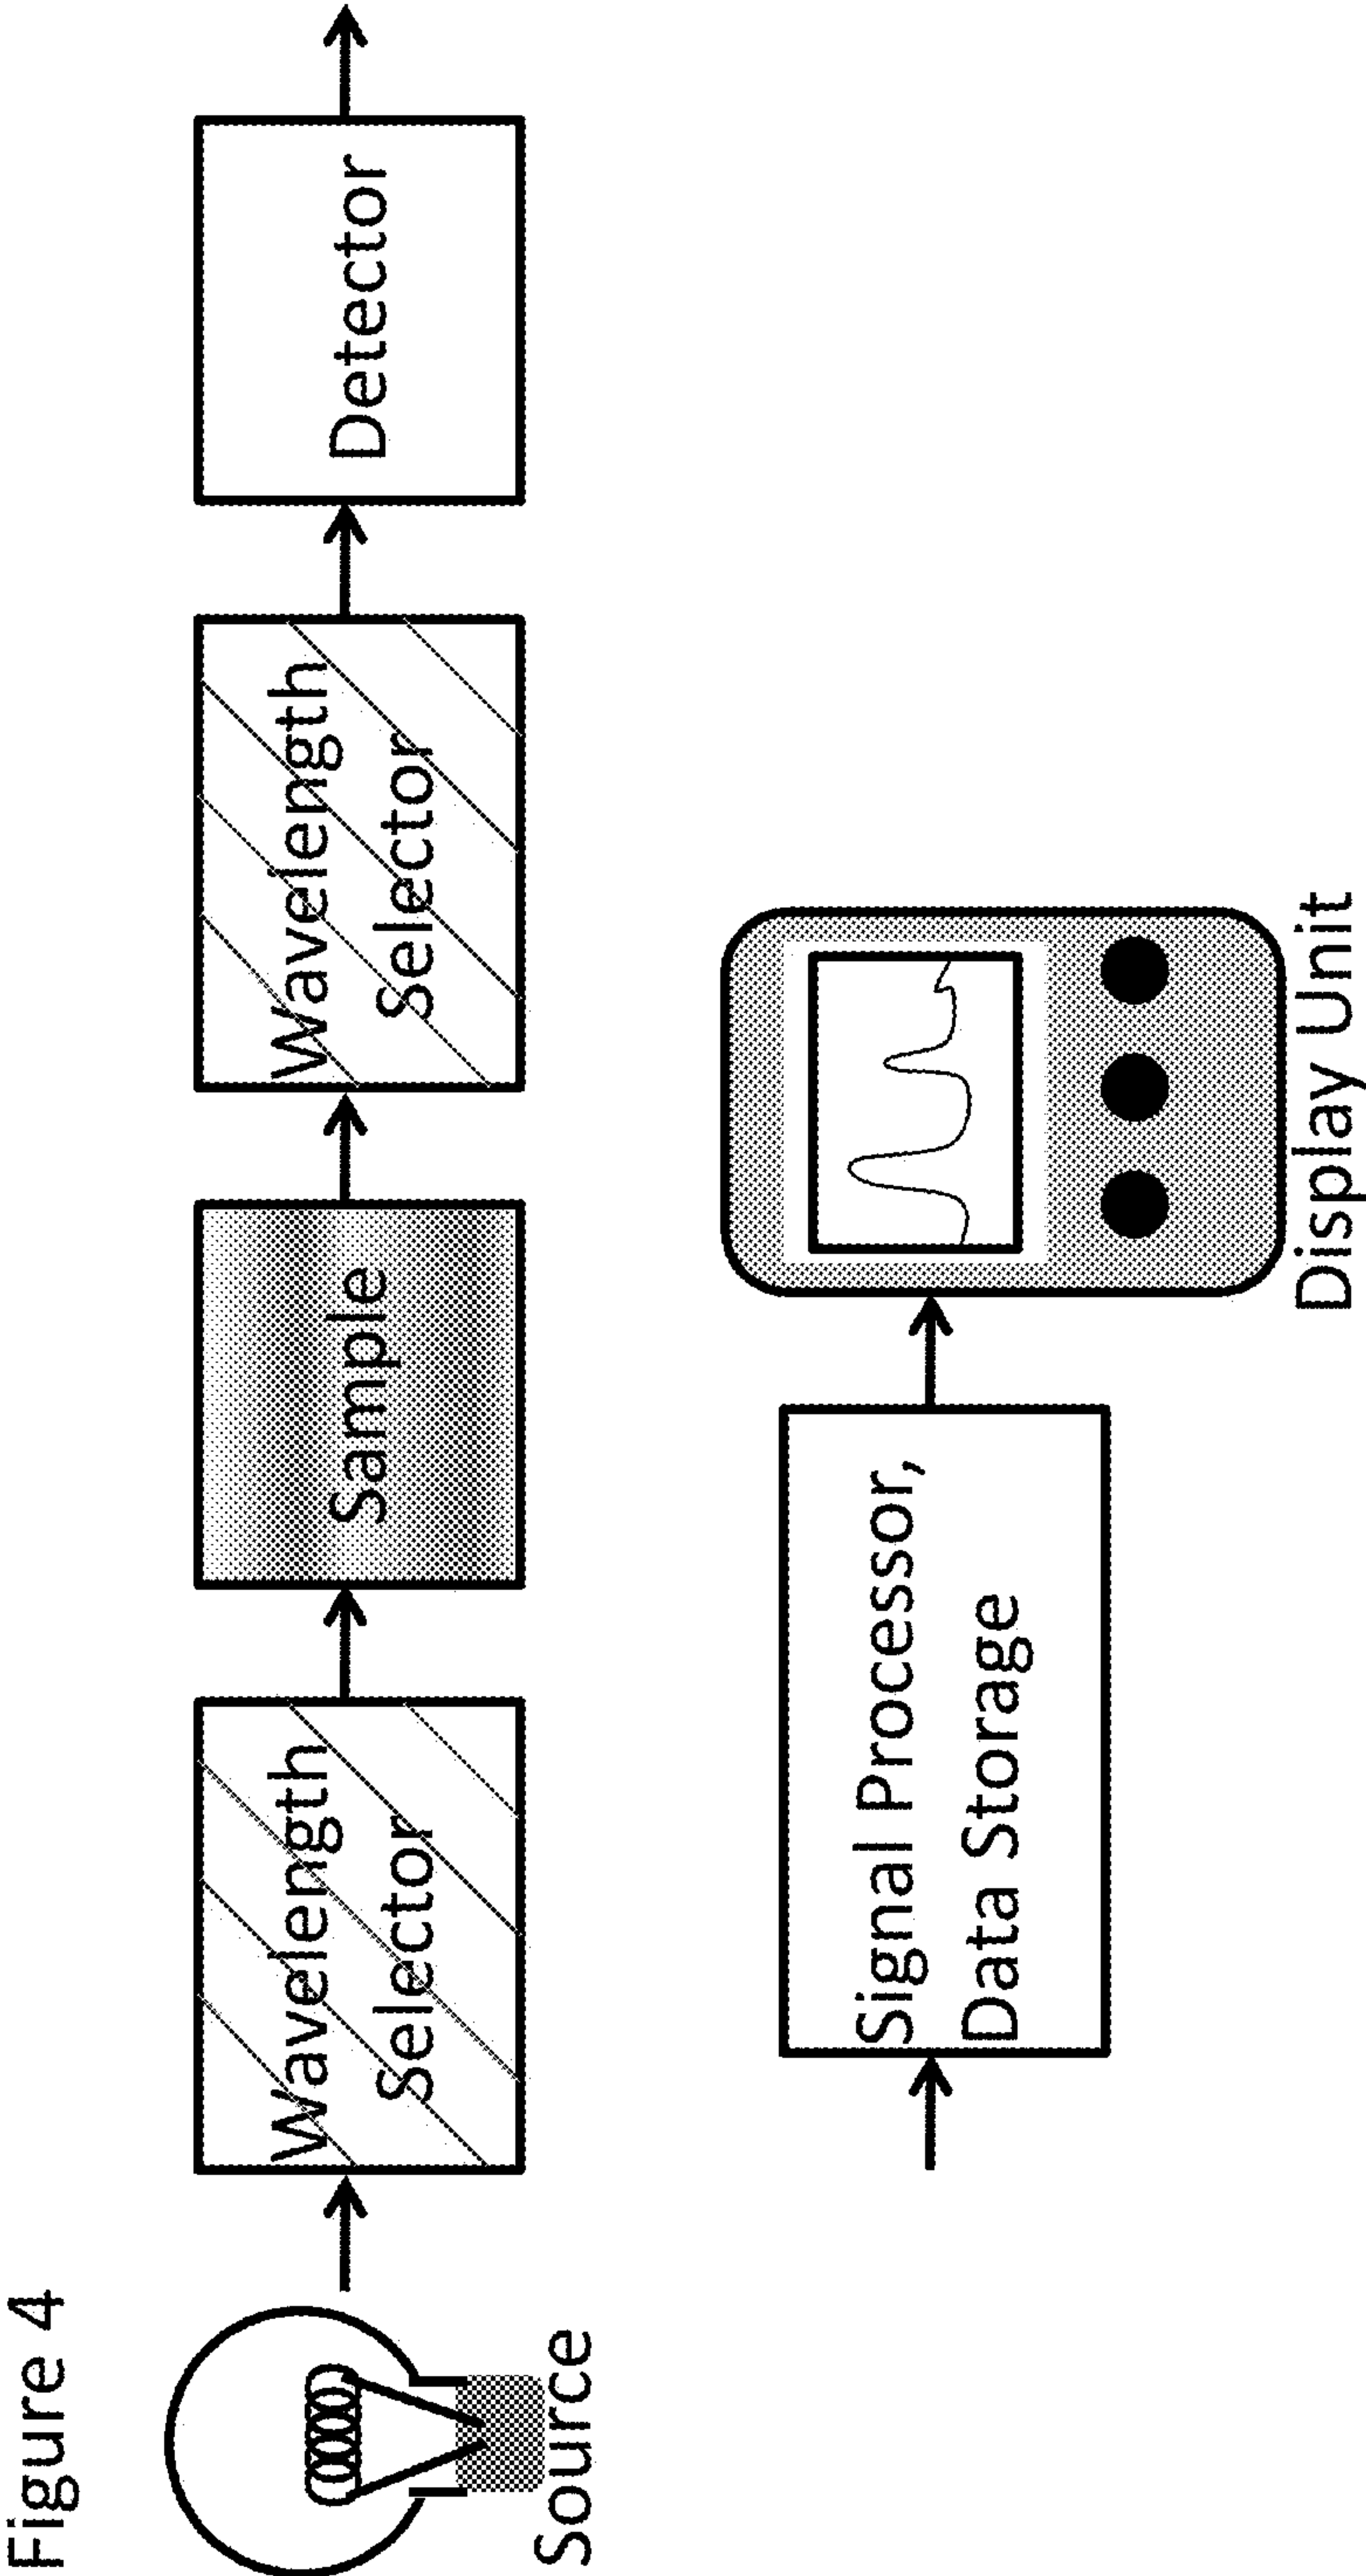 Figure 4
Source
Wavelength
Selector
Sample
Wavelength
Selector
Detector
Signal Processor,
Data Storage
Display Unit